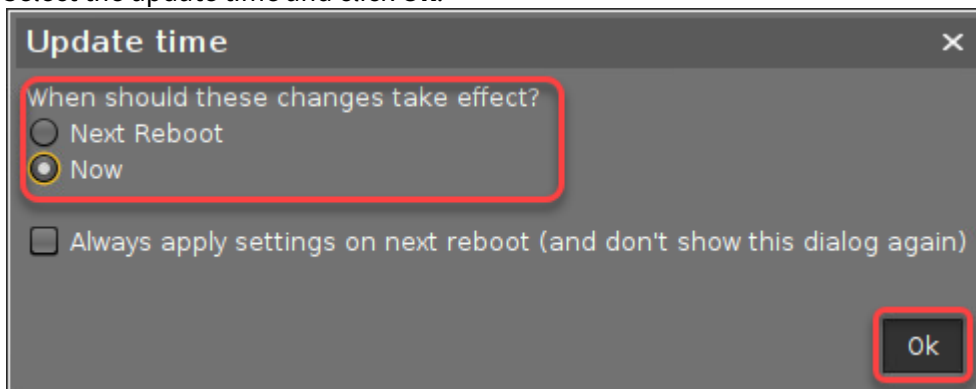 Select the update time and click Ok.
Update time
When should these changes take effect?
Next Reboot
Now
Always apply settings on next reboot (and don't show this dialog again)
Ok